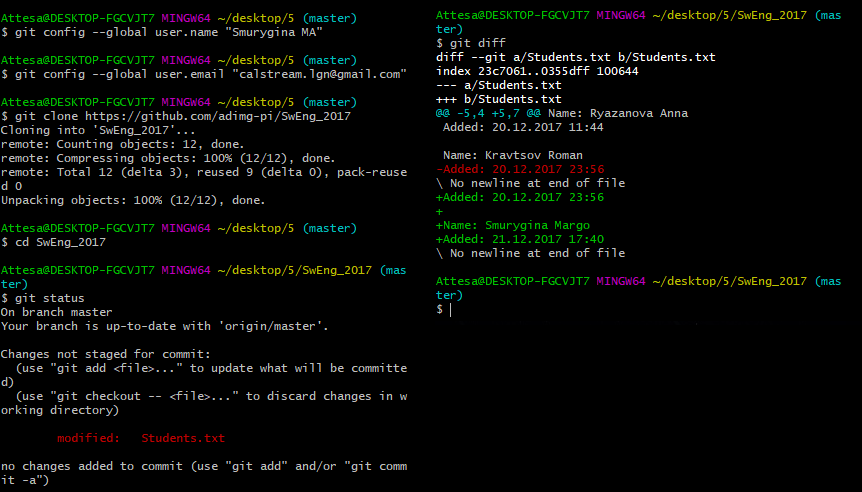 Attesa@DESKTOP-FGCVJT7 MINGW64 ~/desktop/5 (master)
$ git config --global user.name "Smurygina MA"
Attesa@DESKTOP-FGCVJT7 MINGW64 ~/desktop/5 (master)
$ git config --global user.email "calstream.lgn@gmail.com"
Attesa@DESKTOP-FGCVJT7 MINGW64 ~/desktop/5 (master)
$ git clone https://github.com/adimg-pi/SwEng_2017
Cloning into 'SwEng_2017'...
remote: Counting objects: 12, done.
remote: Compressing objects: 100% (12/12), done.
remote: Total 12 (delta 3), reused 9 (delta 0), pack-reuse
d 0
Unpacking objects: 100% (12/12), done.
Attesa@DESKTOP-FGCVJT7 MINGW64 ~/desktop/5 (master)
$ cd SwEng_2017
Attesa@DESKTOP-FGCVJT7 MINGW64 ~/desktop/5/SwEng_2017 (mas
ter)
$ git status
On branch master
Your branch is up-to-date with 'origin/master'.
Changes not staged for commit:
  (use "git add <file>..." to update what will be committe
d)
  (use "git checkout -- <file>..." to discard changes in w
orking directory)
        modified:   Students.txt
no changes added to commit (use "git add" and/or "git comm
it -a")
Attesa@DESKTOP-FGCVJT7 MINGW64 ~/desktop/5/SwEng_2017 (mas
ter)
$ git diff
diff --git a/Students.txt b/Students.txt
index 23c7061..0355dff 100644
--- a/Students.txt
+++ b/Students.txt
@@ -5,4 +5,7 @@ Name: Ryazanova Anna
 Added: 20.12.2017 11:44
 Name: Kravtsov Roman
-Added: 20.12.2017 23:56
\ No newline at end of file
+Added: 20.12.2017 23:56
+
+Name: Smurygina Margo
+Added: 21.12.2017 17:40
\ No newline at end of file
Attesa@DESKTOP-FGCVJT7 MINGW64 ~/desktop/5/SwEng_2017 (mas
ter)
$